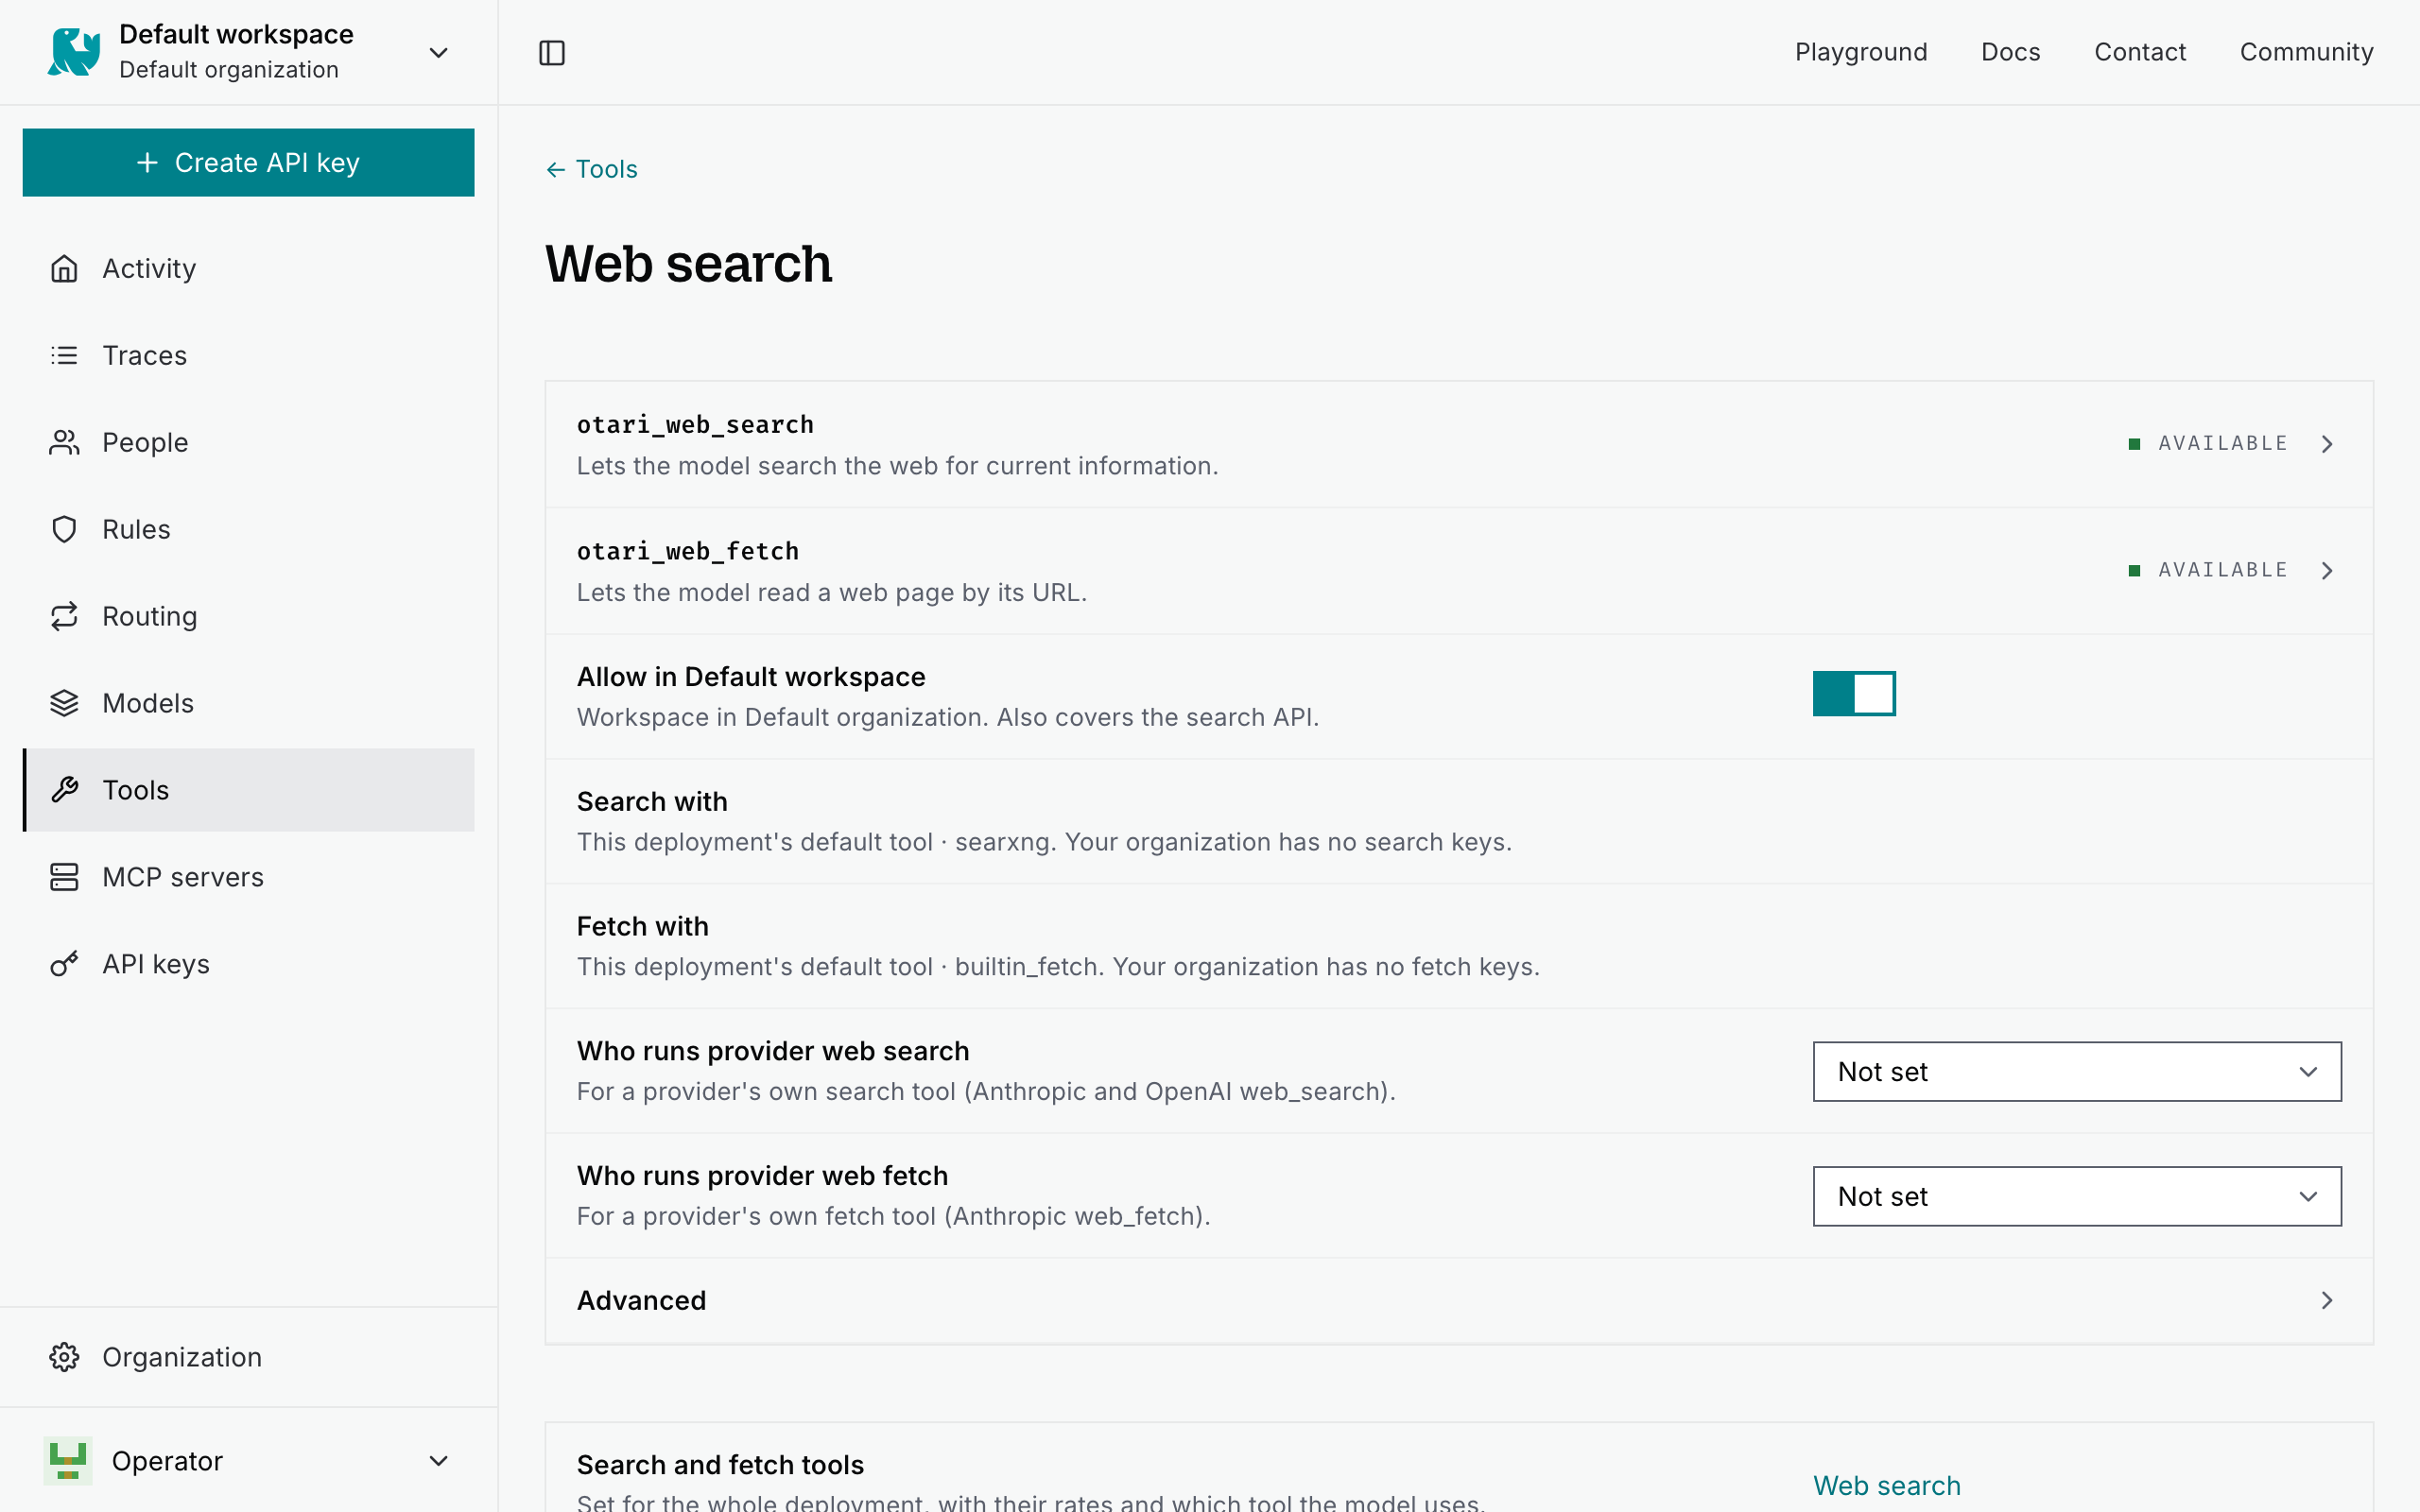 Default workspace
Default organization
Playground
Docs
Contact
Community
Create API key
Activity
Traces
People
Rules
Routing
Models
Tools
MCP servers
API keys
Organization
Operator
← Tools
Web search
otari_web_search
Lets the model search the web for current information.
AVAILABLE
otari_web_fetch
Lets the model read a web page by its URL.
AVAILABLE
Allow in Default workspace
Workspace in Default organization. Also covers the search API.
Search with
This deployment's default tool · searxng. Your organization has no search keys.
Fetch with
This deployment's default tool · builtin_fetch. Your organization has no fetch keys.
Who runs provider web search
For a provider's own search tool (Anthropic and OpenAI web_search).
Not set
Who runs provider web fetch
For a provider's own fetch tool (Anthropic web_fetch).
Not set
Advanced
Search and fetch tools
Set for the whole deployment, with their rates and which tool the model uses.
Web search